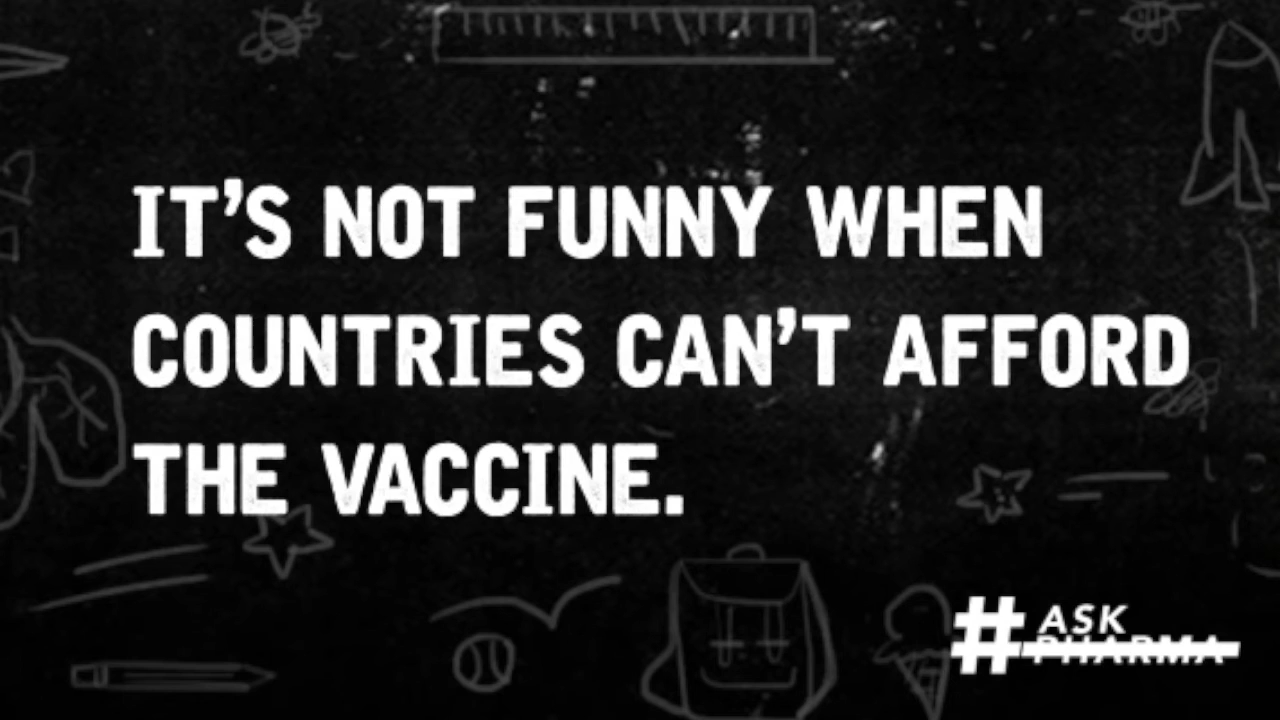 IT'S NOT FUNNY WHEN
COUNTRIES CAN'T AFFORD
THE VACCINE.
# ASK
PHARMA